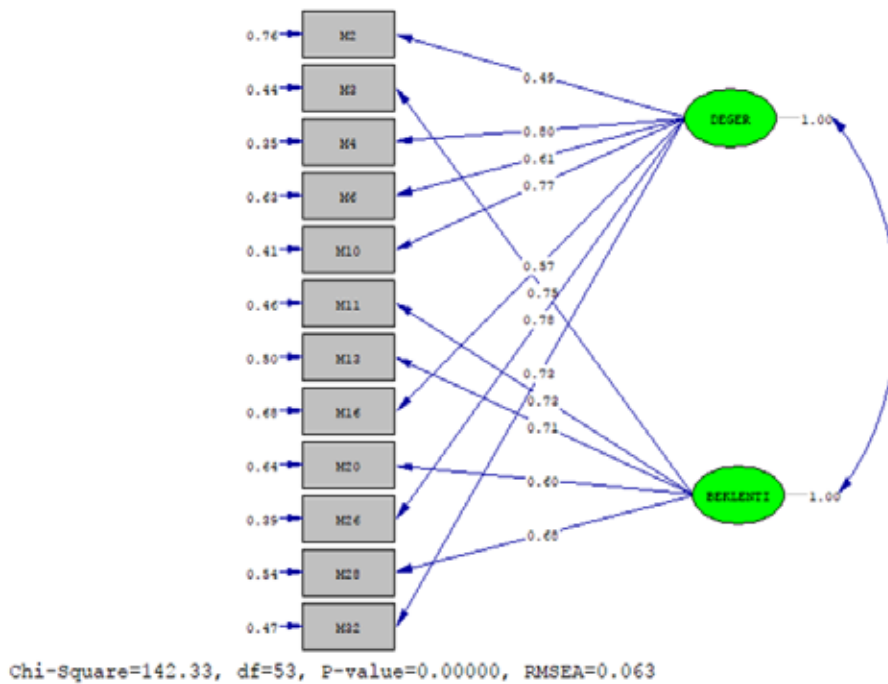 0.76 M2
0.49
0.44 M3
DEGER 1.00
0.35 M4
0.80
0.61
0.63 M6
0.77
0.41 M10
0.57
0.75
0.46 M11
0.78
0.50 M13
0.73
0.73
0.68 M16
0.71
0.64 M20
0.60
BEKLENTI 1.00
0.39 M26
0.68
0.54 M28
0.47 M32
Chi-Square=142.33, df=53, P-value=0.00000, RMSEA=0.063